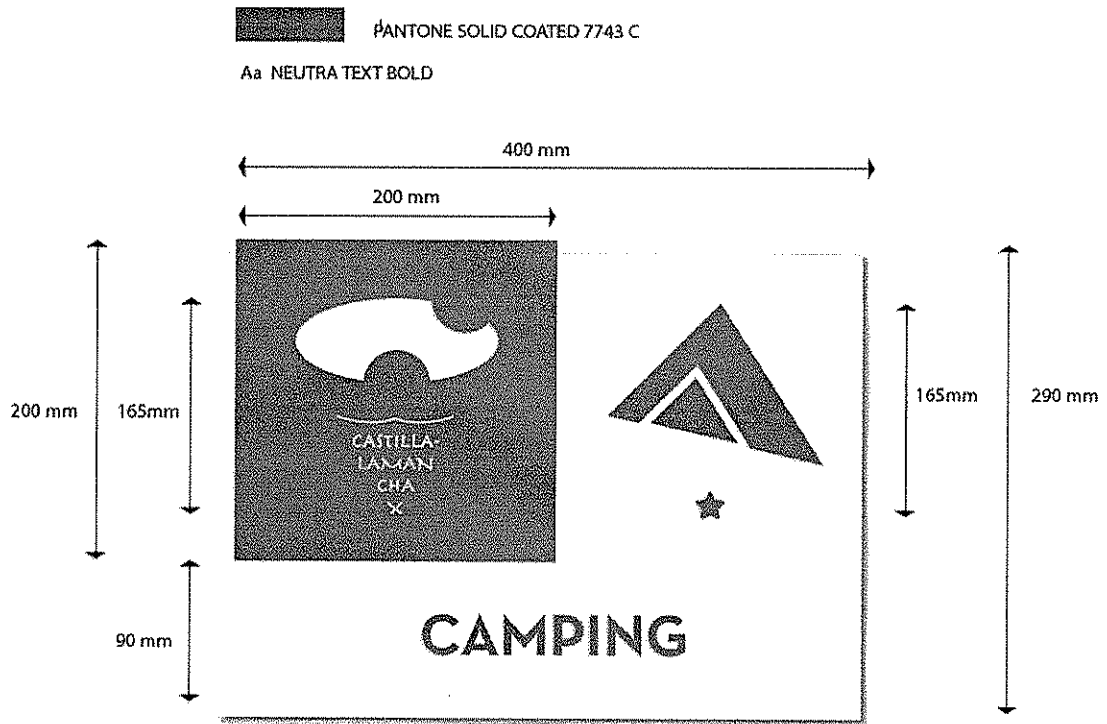 PANTONE SOLID COATED 7743 C
Aa NEUTRA TEXT BOLD
400 mm
200 mm
200 mm
165mm
CASTILLA-
LAMAN
CHA
165mm
290 mm
90 mm
CAMPING